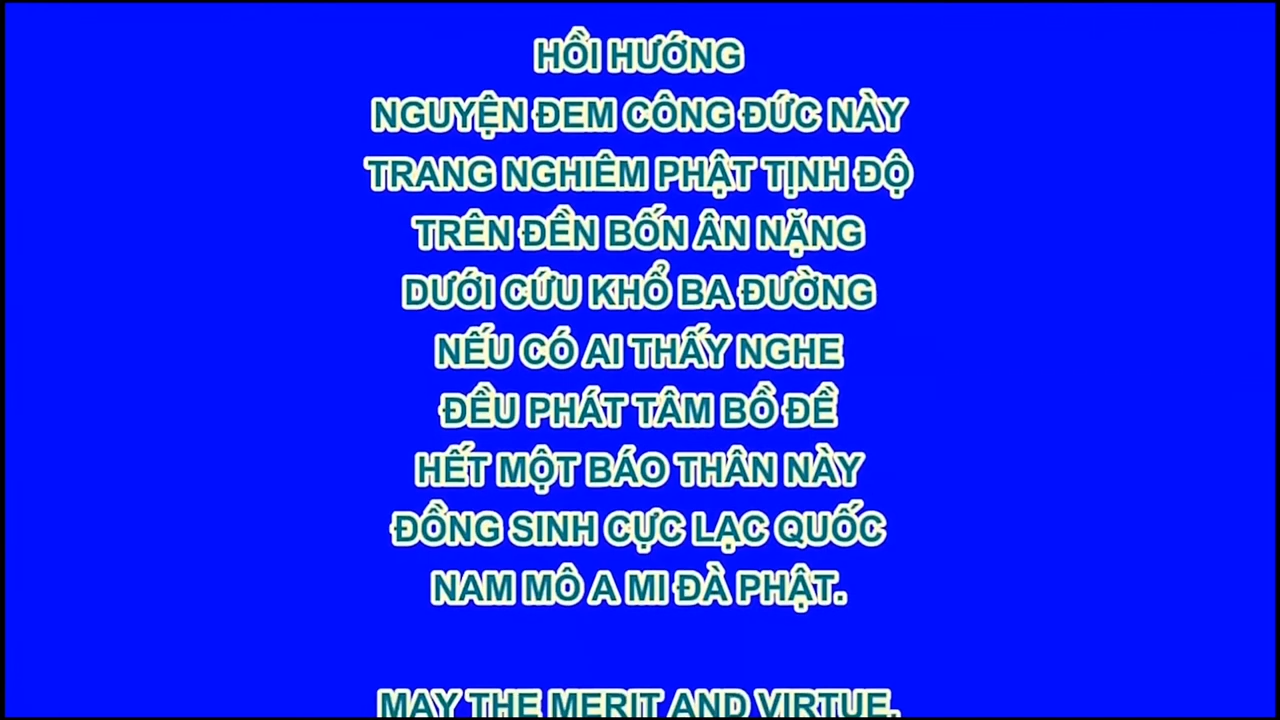 HỒI HƯỚNG
NGUYỆN ĐEM CÔNG ĐỨC NÀY
TRANG NGHIÊM PHẬT TỊNH ĐỘ
TRÊN ĐỀN BỐN ÂN NẶNG
DƯỚI CỨU KHỔ BA ĐƯỜNG
NẾU CÓ AI THẤY NGHE
ĐỀU PHÁT TÂM BỒ ĐỀ
HẾT MỘT BÁO THÂN NÀY
ĐỒNG SINH CỰC LẠC QUỐC
NAM MÔ A MI ĐÀ PHẬT.
MAY THE MERIT AND VIRTUE,